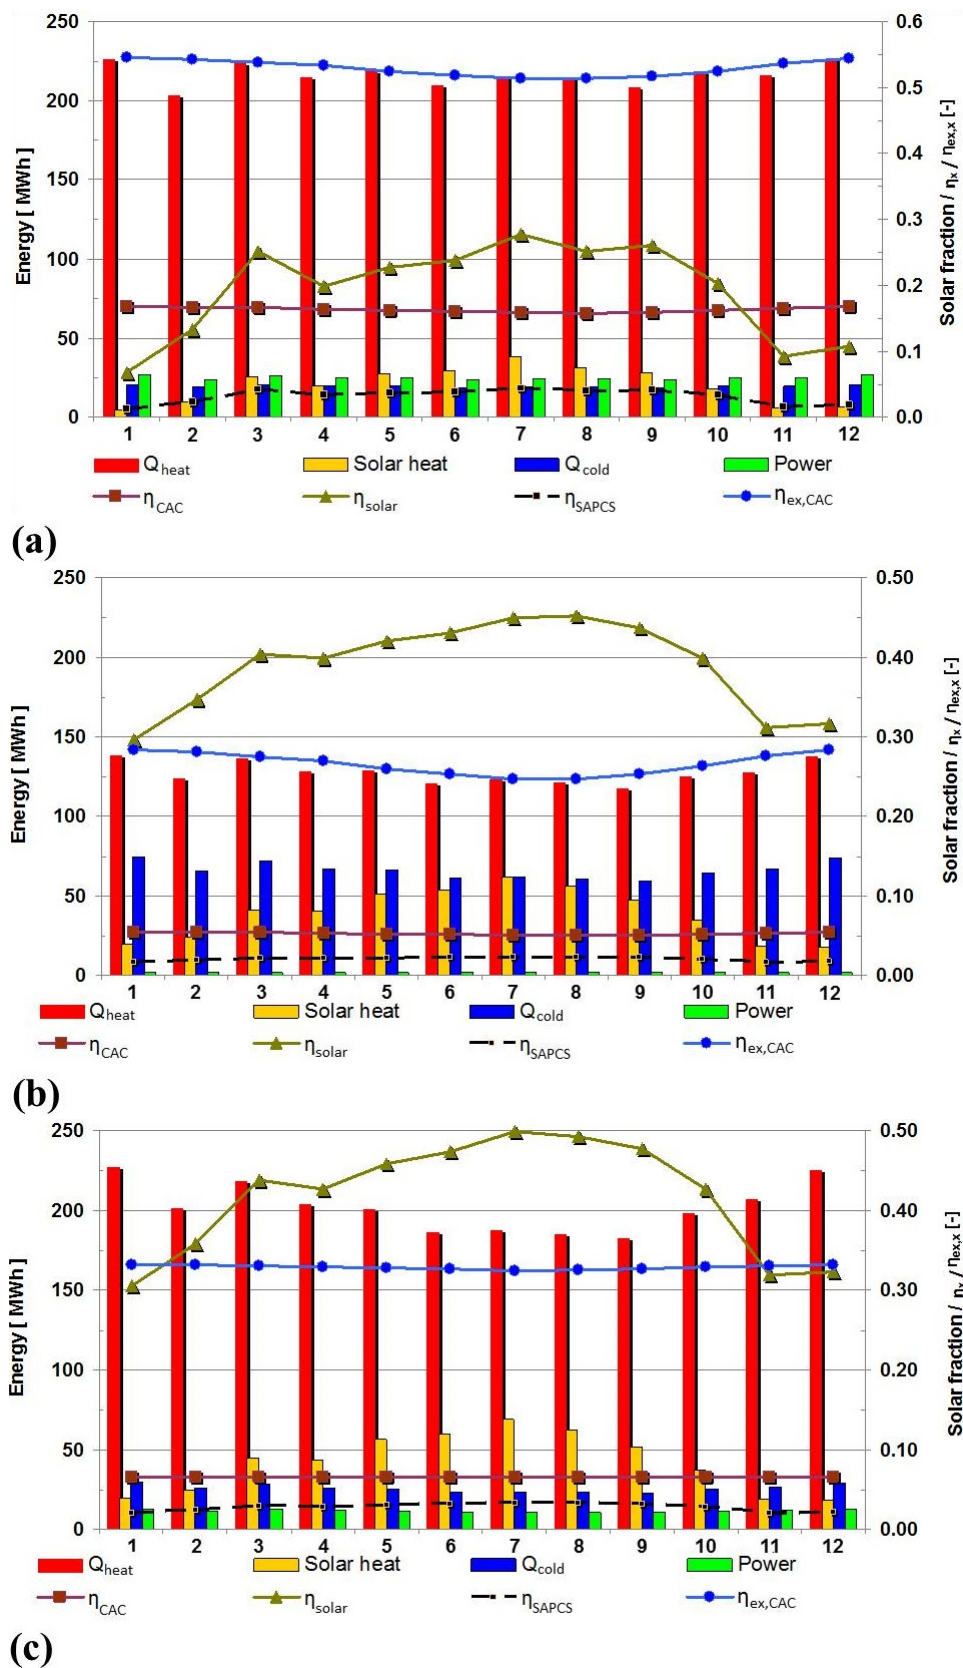 250
200
150
100
50
0
Energy [ MWh ]
0.6
0.5
0.4
0.3
0.2
0.1
0.0
Solar fraction / ηx / ηex,x [-]
1 2 3 4 5 6 7 8 9 10 11 12
Qheat Solar heat Qcold Power
ηCAC ηsolar ηSAPCS ηex,CAC
(a)
250
200
150
100
50
0
Energy [ MWh ]
0.50
0.40
0.30
0.20
0.10
0.00
Solar fraction / ηx / ηex,x [-]
1 2 3 4 5 6 7 8 9 10 11 12
Qheat Solar heat Qcold Power
ηCAC ηsolar ηSAPCS ηex,CAC
(b)
250
200
150
100
50
0
Energy [ MWh ]
0.50
0.40
0.30
0.20
0.10
0.00
Solar fraction / ηx / ηex,x [-]
1 2 3 4 5 6 7 8 9 10 11 12
Qheat Solar heat Qcold Power
ηCAC ηsolar ηSAPCS ηex,CAC
(c)